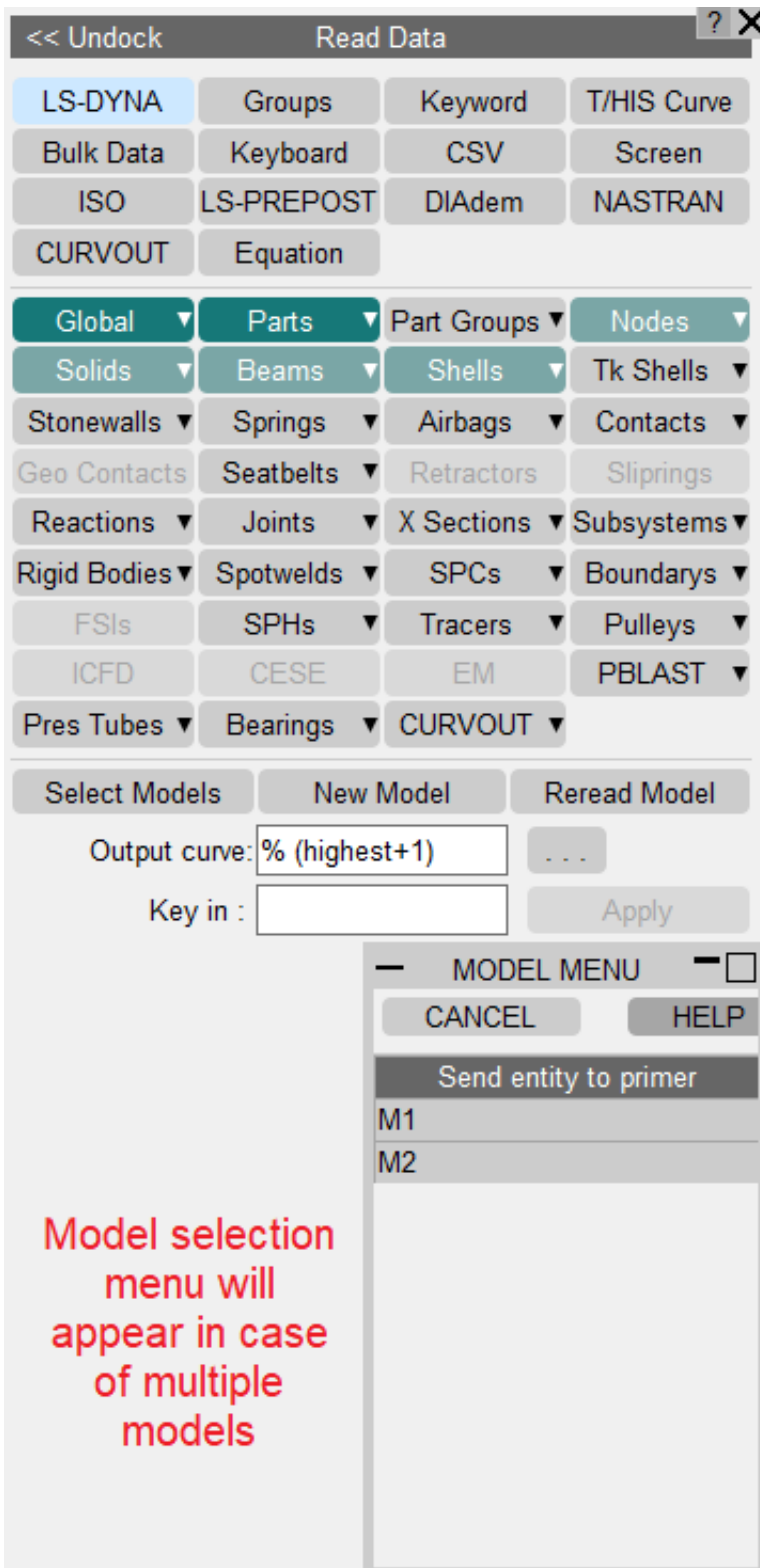 << Undock Read Data ? X
LS-DYNA Groups Keyword T/HIS Curve
Bulk Data Keyboard CSV Screen
ISO LS-PREPOST DIAdem NASTRAN
CURVOUT Equation
Global Parts Part Groups Nodes
Solids Beams Shells Tk Shells
Stonewalls Springs Airbags Contacts
Geo Contacts Seatbelts Retractors Sliprings
Reactions Joints X Sections Subsystems
Rigid Bodies Spotwelds SPCs Boundarys
FSIs SPHs Tracers Pulleys
ICFD CESE EM PBLAST
Pres Tubes Bearings CURVOUT
Select Models New Model Reread Model
Output curve: % (highest+1) . . .
Key in : Apply
MODEL MENU
CANCEL HELP
Send entity to primer
M1
M2
Model selection
menu will
appear in case
of multiple
models